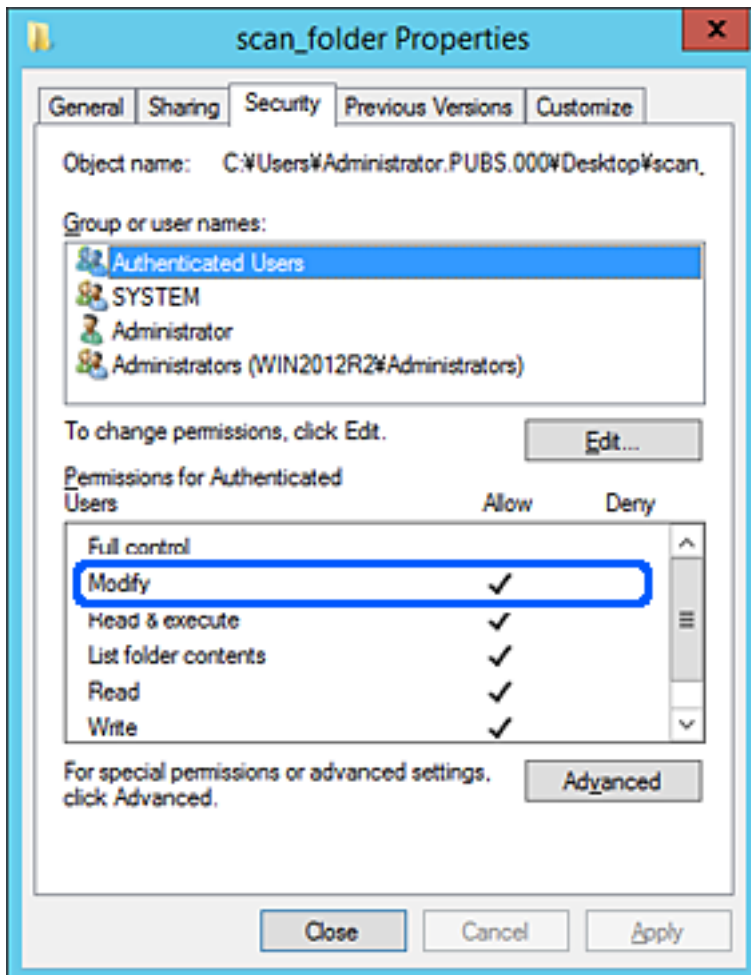 scan_folder Properties
x
General Sharing Security Previous Versions Customize
Object name: C:¥Users¥Administrator.PUBS.000¥Desktop¥scan_
Group or user names:
Authenticated Users
SYSTEM
Administrator
Administrators (WIN2012R2¥Administrators)
To change permissions, click Edit.
Edit...
Permissions for Authenticated
Users Allow Deny
Full control
Modify
Read & execute
List folder contents
Read
Write
For special permissions or advanced settings,
click Advanced.
Advanced
Close Cancel Apply